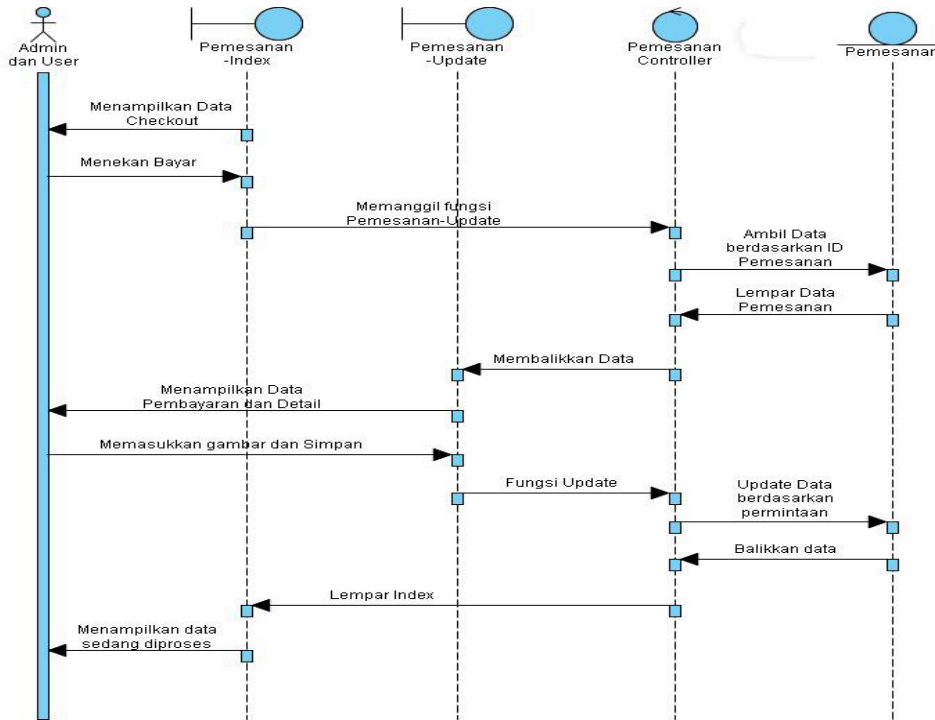 Admin
dan User
Pemesanan
-Index
Pemesanan
-Update
Pemesanan
Controller
Pemesanan
Menampilkan Data
Checkout
Menekan Bayar
Memanggil fungsi
Pemesanan-Update
Ambil Data
berdasarkan ID
Pemesanan
Lempar Data
Pemesanan
Membalikkan Data
Menampilkan Data
Pembayaran dan Detail
Memasukkan gambar dan Simpan
Fungsi Update
Update Data
berdasarkan
permintaan
Balikkan data
Lempar Index
Menampilkan data
sedang diproses